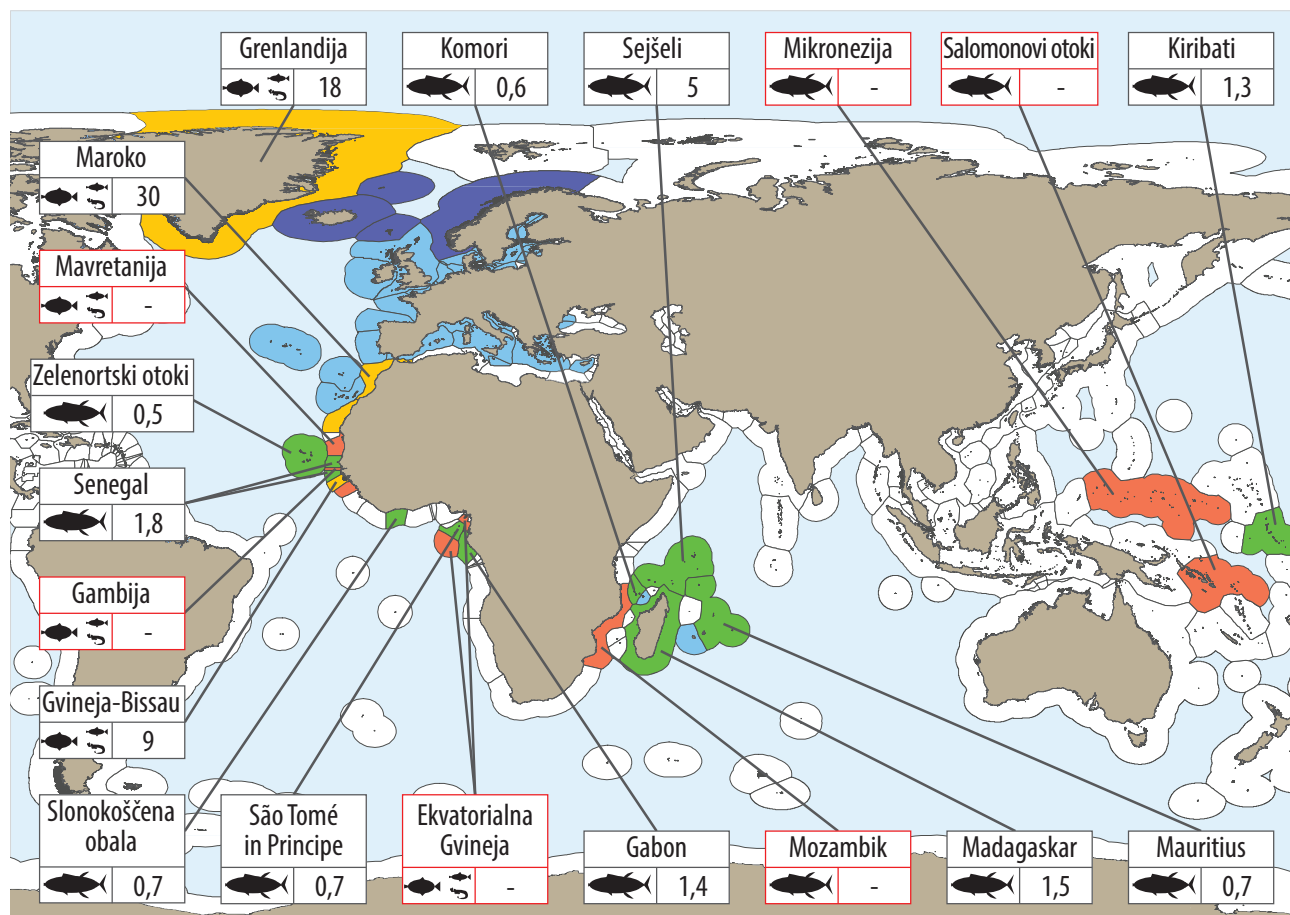 Grenlandija
18
Komori
0,6
Sejšeli
5
Mikronezija
-
Salomonovi otoki
-
Kiribati
1,3
Maroko
30
Mavretanija
-
Zelenortski otoki
0,5
Senegal
1,8
Gambija
-
Gvineja-Bissau
9
Slonokoščena
obala
0,7
São Tomé
in Principe
0,7
Ekvatorialna
Gvineja
-
Gabon
1,4
Mozambik
-
Madagaskar
1,5
Mauritius
0,7